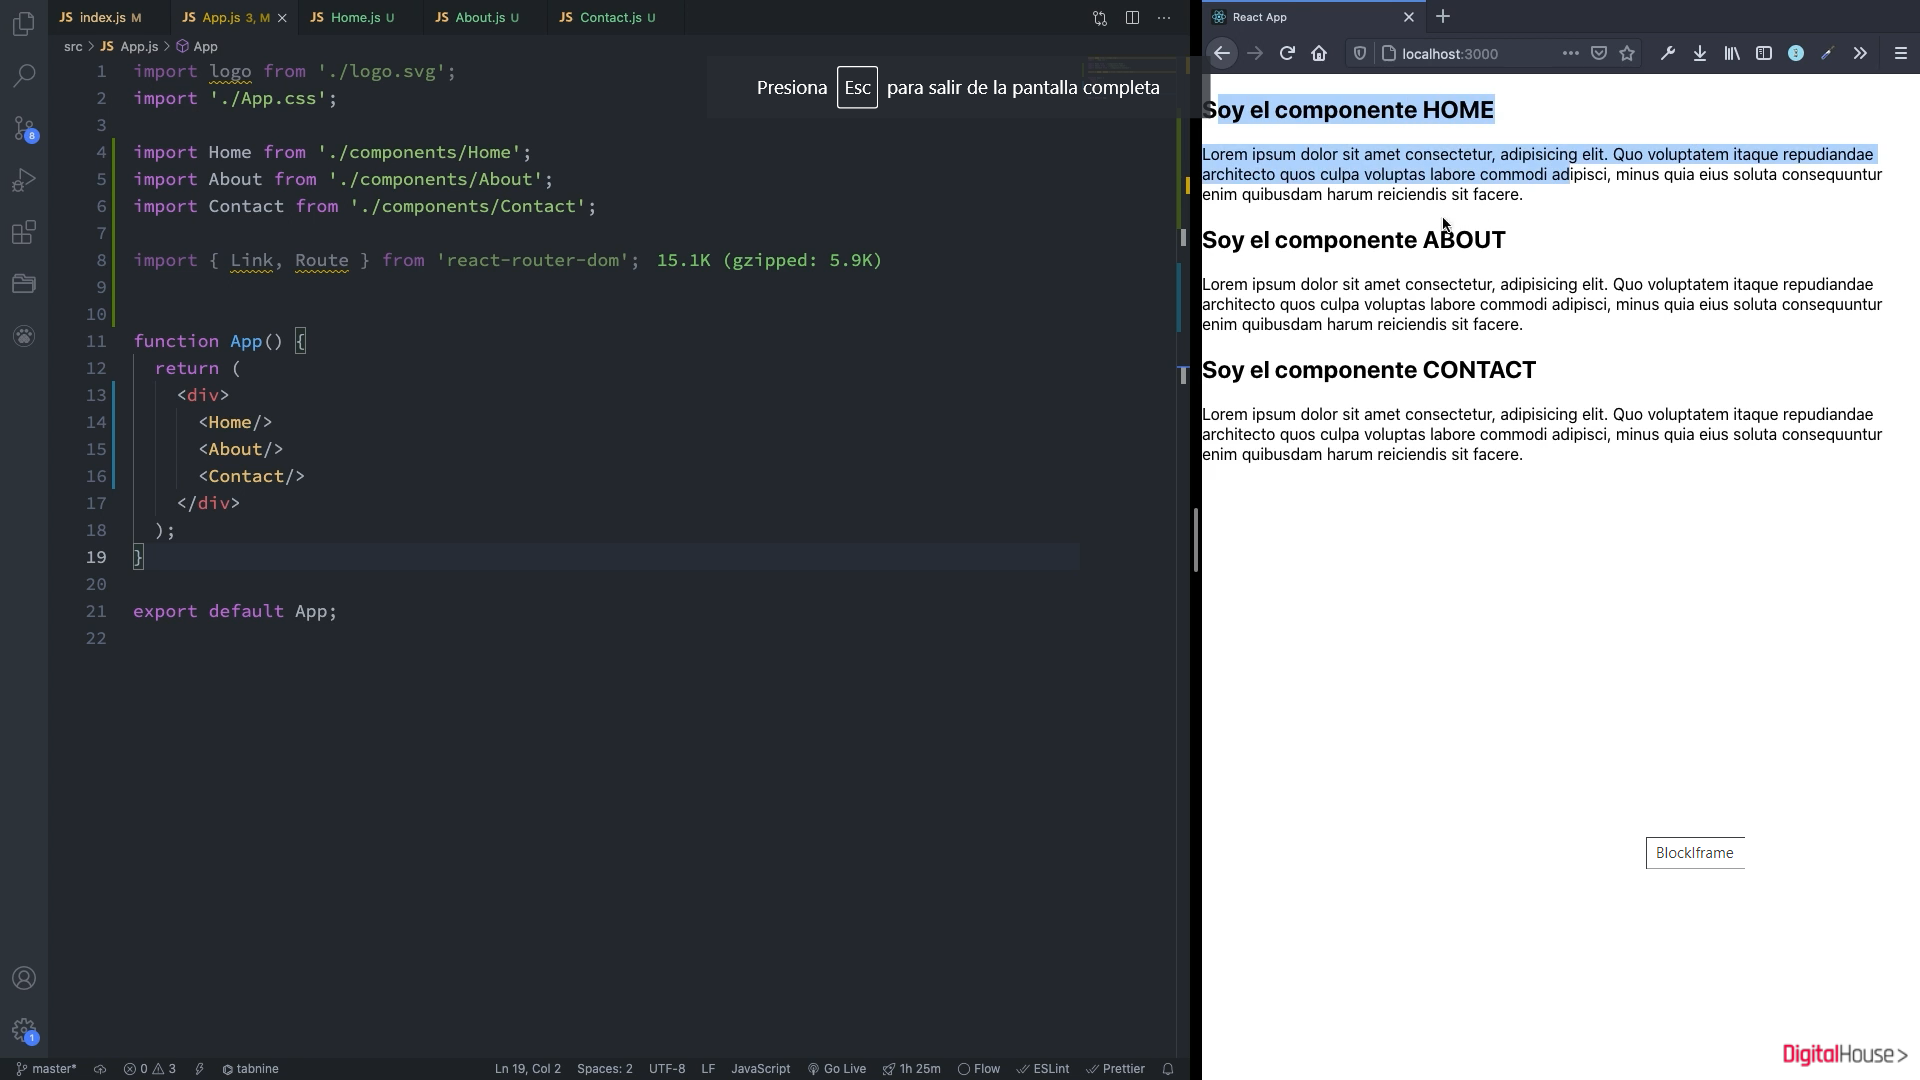 JS index.js M
JS App.js 3, M
JS Home.js U
JS About.js U
JS Contact.js U
src > JS App.js > App
1 import logo from './logo.svg';
2 import './App.css';
3
4 import Home from './components/Home';
5 import About from './components/About';
6 import Contact from './components/Contact';
7
8 import { Link, Route } from 'react-router-dom'; 15.1K (gzipped: 5.9K)
9
10
11 function App() {
12 return (
13 <div>
14 <Home/>
15 <About/>
16 <Contact/>
17 </div>
18 );
19 }
20
21 export default App;
22
8
1
Presiona Esc para salir de la pantalla completa
master* 0 3 tabnine Ln 19, Col 2 Spaces: 2 UTF-8 LF JavaScript Go Live 1h 25m Flow ESLint Prettier
React App
localhost:3000
Soy el componente HOME
Lorem ipsum dolor sit amet consectetur, adipisicing elit. Quo voluptatem itaque repudiandae
architecto quos culpa voluptas labore commodi adipisci, minus quia eius soluta consequuntur
enim quibusdam harum reiciendis sit facere.
Soy el componente ABOUT
Lorem ipsum dolor sit amet consectetur, adipisicing elit. Quo voluptatem itaque repudiandae
architecto quos culpa voluptas labore commodi adipisci, minus quia eius soluta consequuntur
enim quibusdam harum reiciendis sit facere.
Soy el componente CONTACT
Lorem ipsum dolor sit amet consectetur, adipisicing elit. Quo voluptatem itaque repudiandae
architecto quos culpa voluptas labore commodi adipisci, minus quia eius soluta consequuntur
enim quibusdam harum reiciendis sit facere.
BlockIframe
DigitalHouse>